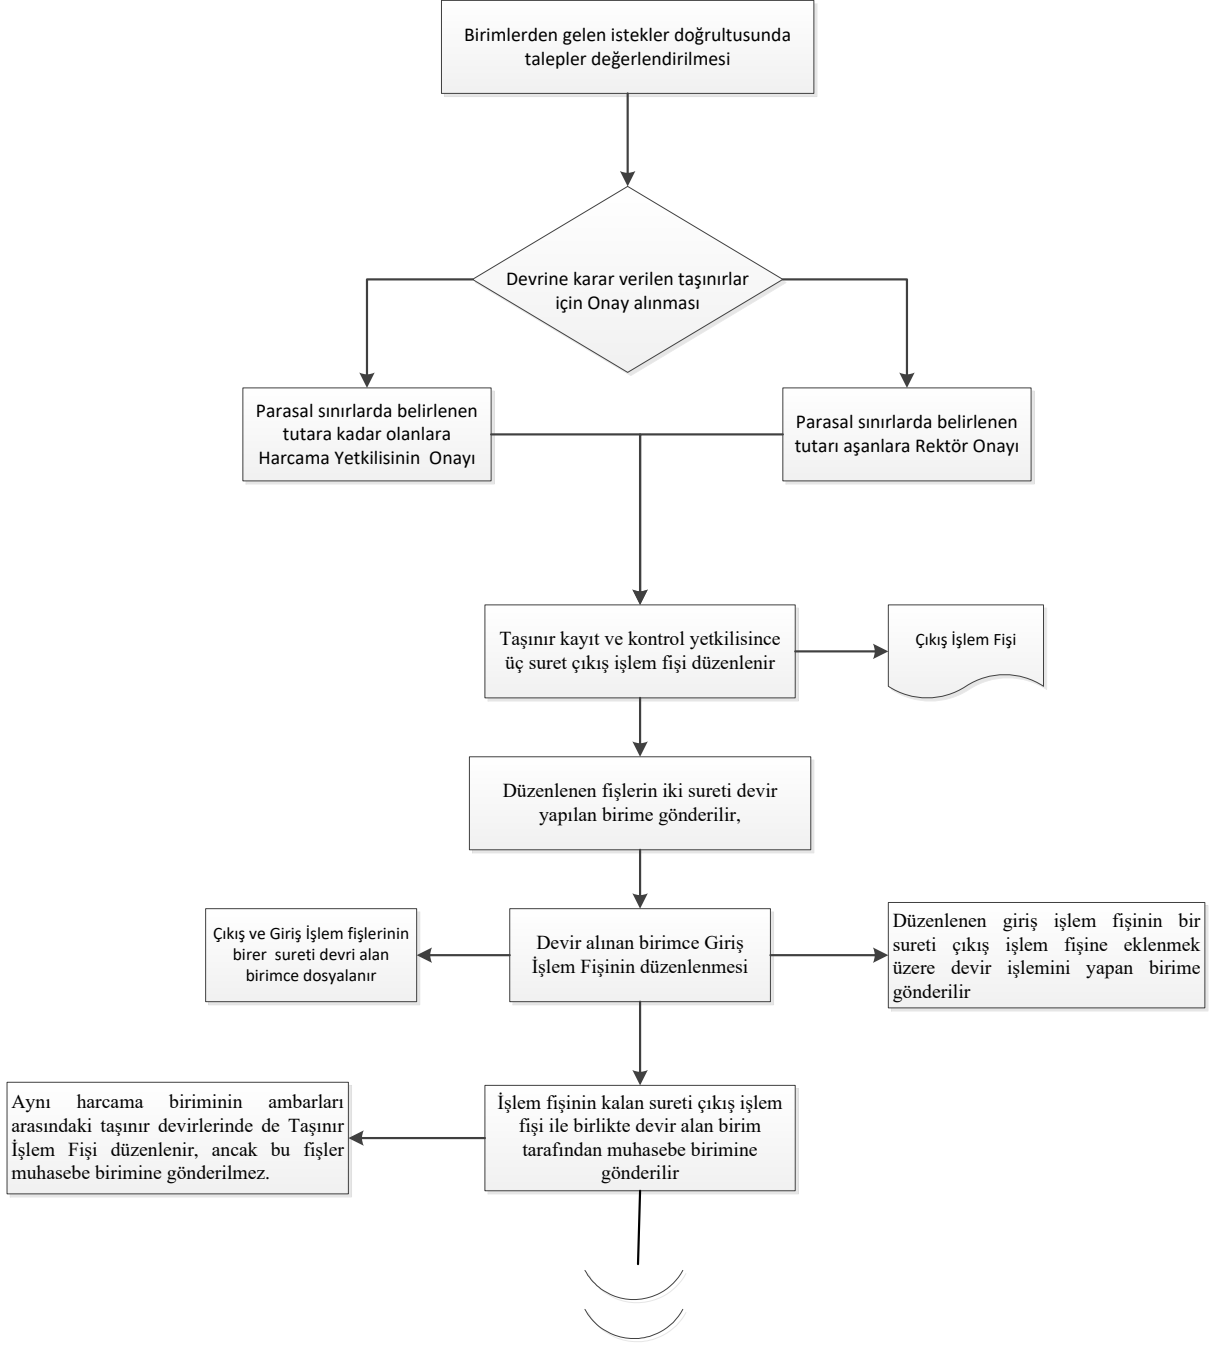 Birimlerden gelen istekler doğrultusunda
talepler değerlendirilmesi
Devrine karar verilen taşınırlar
için Onay alınması
Parasal sınırlarda belirlenen
tutara kadar olanlara
Harcama Yetkilisinin Onayı
Parasal sınırlarda belirlenen
tutarı aşanlara Rektör Onayı
Taşınır kayıt ve kontrol yetkilisince
üç suret çıkış işlem fişi düzenlenir
Çıkış İşlem Fişi
Düzenlenen fişlerin iki sureti devir
yapılan birime gönderilir,
Çıkış ve Giriş İşlem fişlerinin
birer sureti devri alan
birimce dosyalanır
Devir alınan birimce Giriş
İşlem Fişinin düzenlenmesi
Düzenlenen giriş işlem fişinin bir
sureti çıkış işlem fişine eklenmek
üzere devir işlemini yapan birime
gönderilir
Aynı harcama biriminin ambarları
arasındaki taşınır devirlerinde de Taşınır
İşlem Fişi düzenlenir, ancak bu fişler
muhasebe birimine gönderilmez.
İşlem fişinin kalan sureti çıkış işlem
fişi ile birlikte devir alan birim
tarafından muhasebe birimine
gönderilir